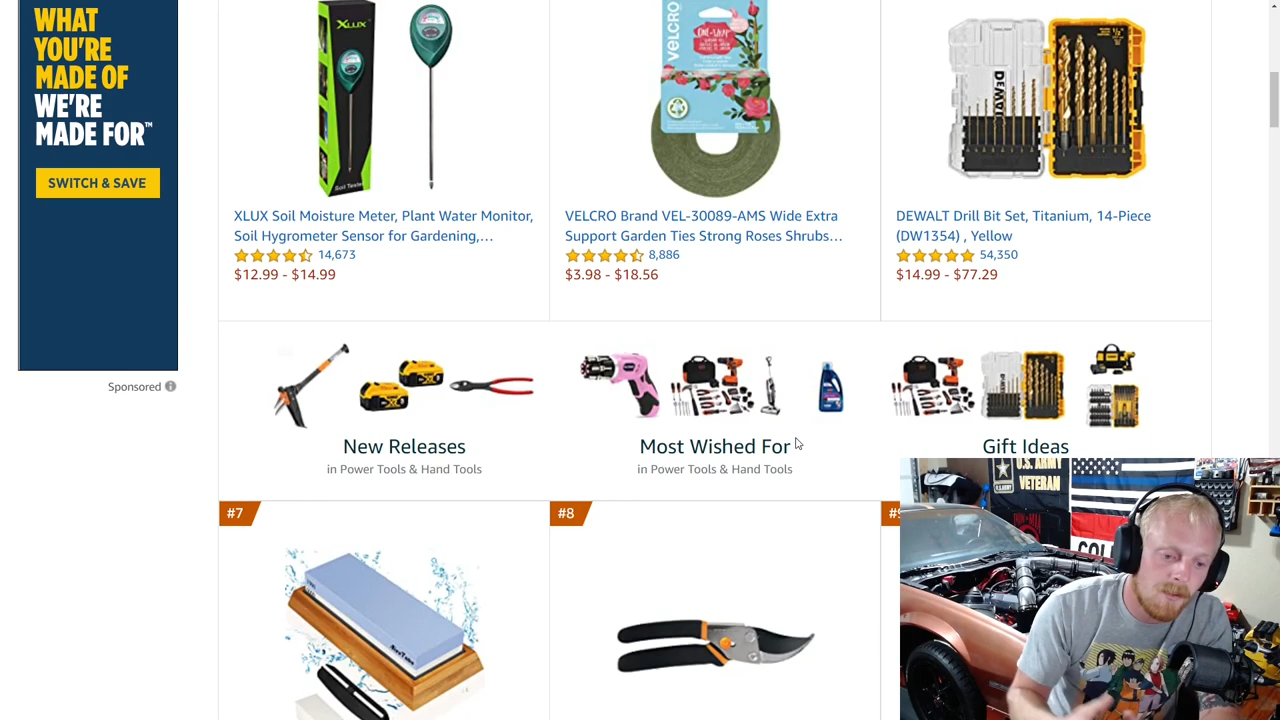 WHAT
YOU'RE
MADE OF
WE'RE
MADE FOR™
SWITCH & SAVE
Sponsored
XLUX
Soil Tester
VELCRO
ONE-WRAP
DEWALT
XLUX Soil Moisture Meter, Plant Water Monitor,
Soil Hygrometer Sensor for Gardening,…
14,673
$12.99 - $14.99
VELCRO Brand VEL-30089-AMS Wide Extra
Support Garden Ties Strong Roses Shrubs…
8,886
$3.98 - $18.56
DEWALT Drill Bit Set, Titanium, 14-Piece
(DW1354) , Yellow
54,350
$14.99 - $77.29
New Releases
in Power Tools & Hand Tools
Most Wished For
in Power Tools & Hand Tools
Gift Ideas
#7
#8
U.S. ARMY
VETERAN